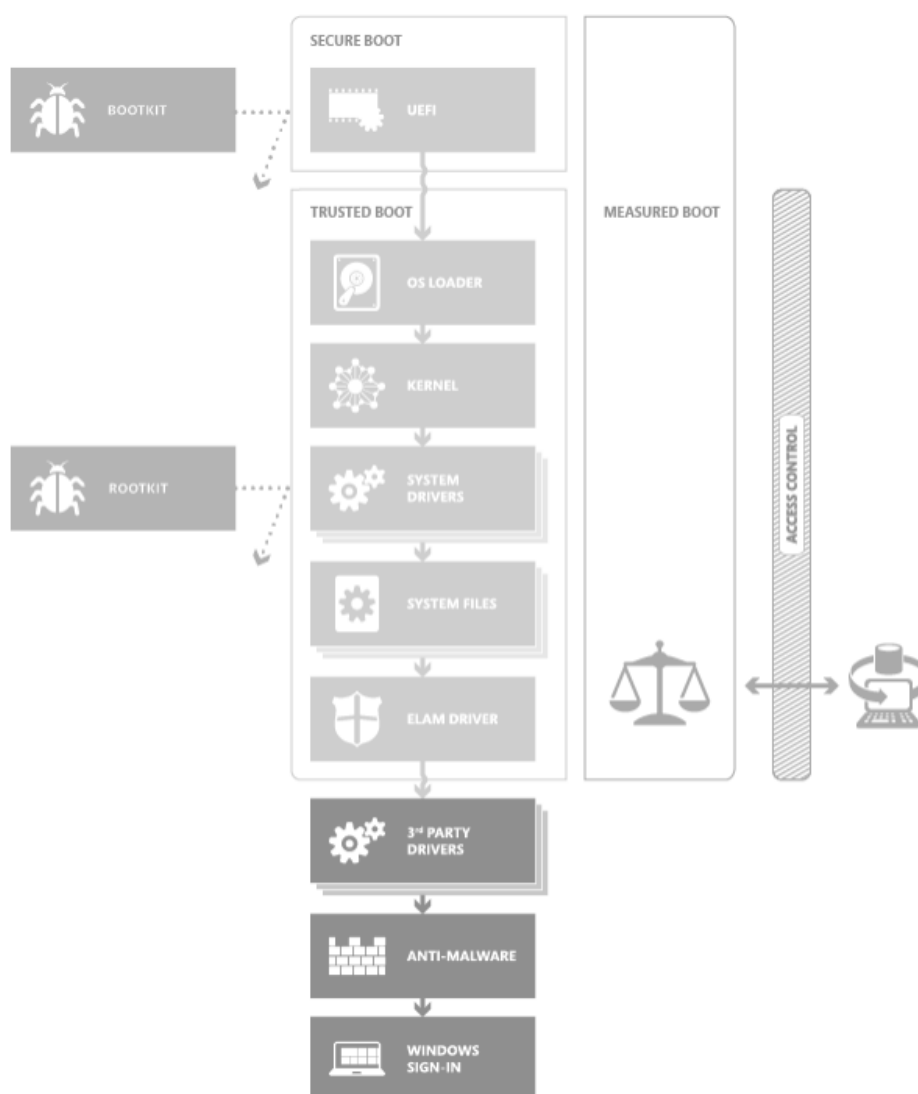 SECURE BOOT
BOOTKIT
UEFI
TRUSTED BOOT
MEASURED BOOT
OS LOADER
KERNEL
ROOTKIT
SYSTEM
DRIVERS
ACCESS CONTROL
SYSTEM FILES
ELAM DRIVER
3rd PARTY
DRIVERS
ANTI-MALWARE
WINDOWS
SIGN-IN